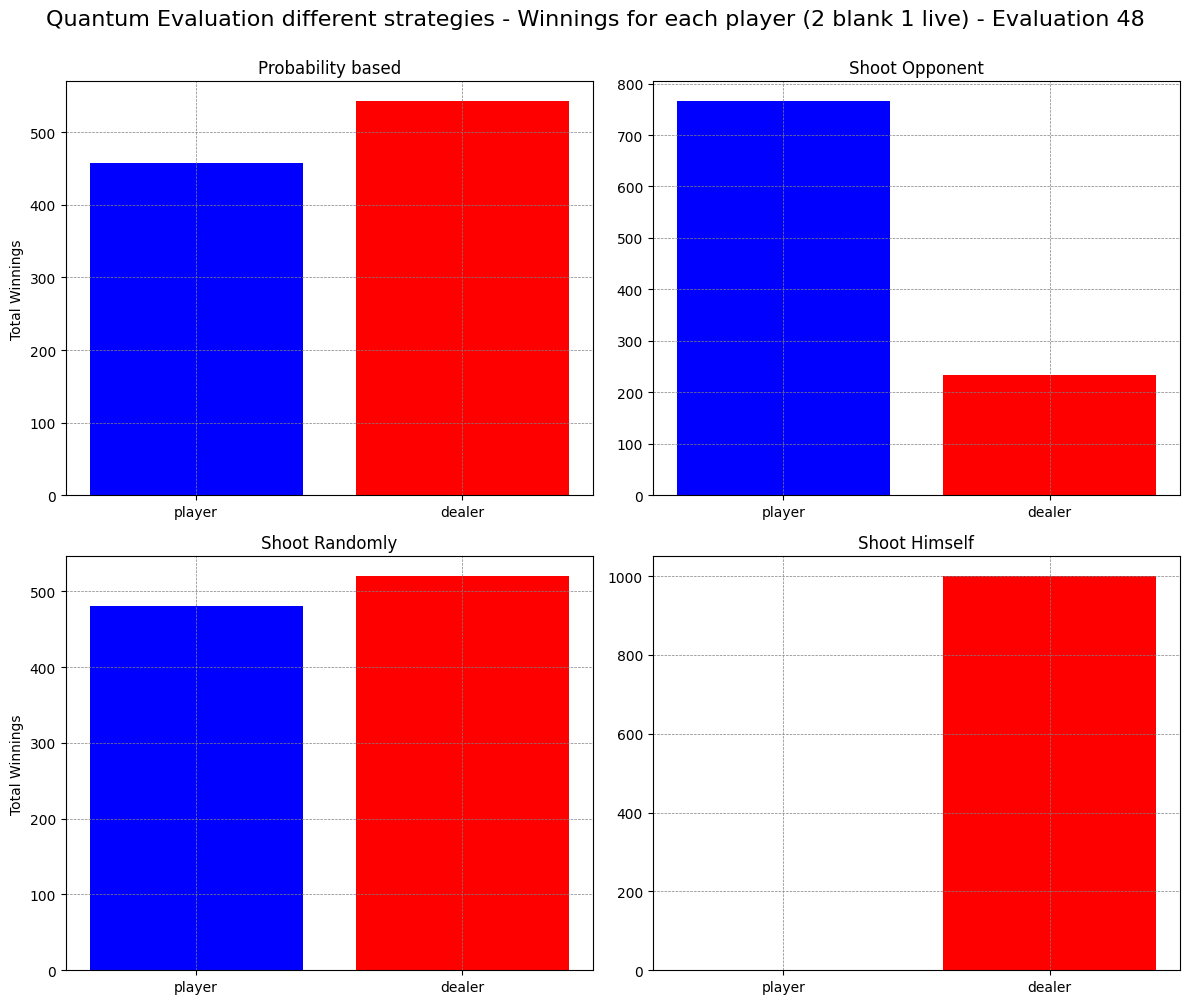 Quantum Evaluation different strategies - Winnings for each player (2 blank 1 live) - Evaluation 48
Probability based
Total Winnings
500
400
300
200
100
0
player dealer
Shoot Opponent
800
700
600
500
400
300
200
100
0
player dealer
Shoot Randomly
Total Winnings
500
400
300
200
100
0
player dealer
Shoot Himself
1000
800
600
400
200
0
player dealer